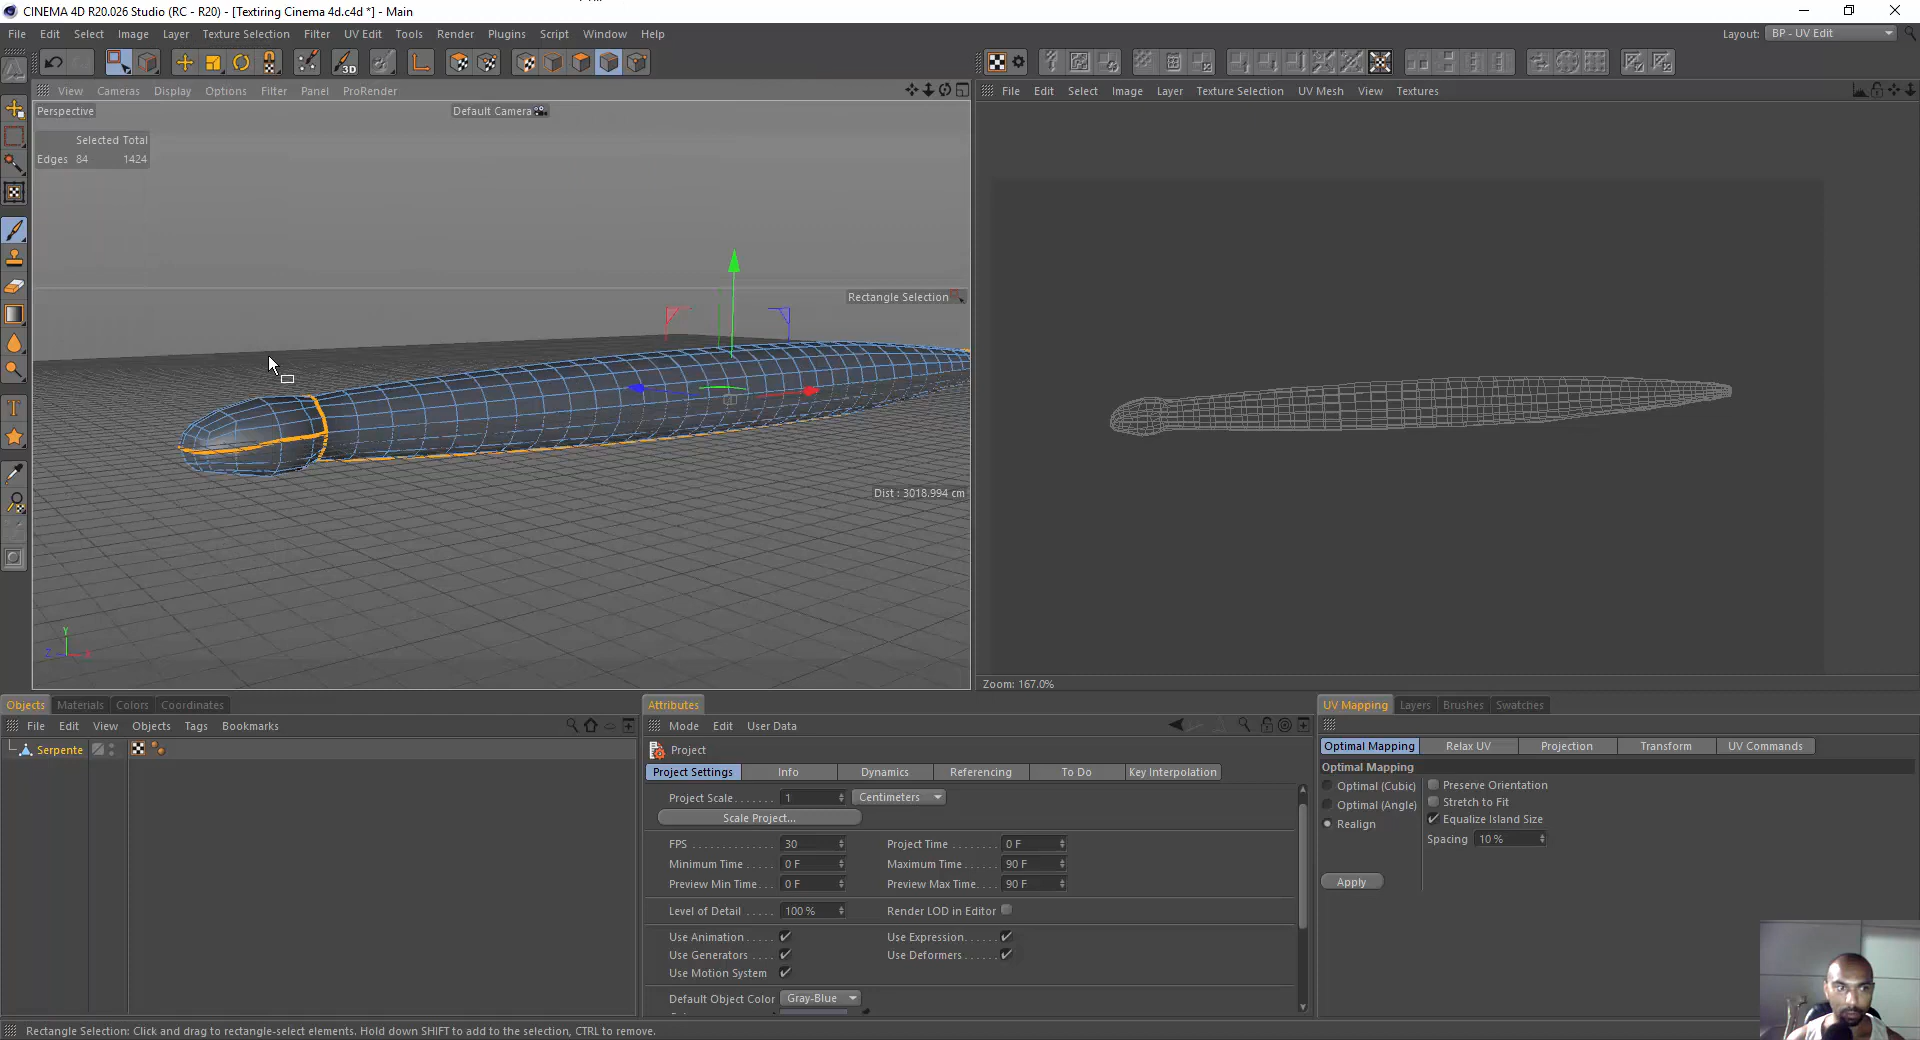 CINEMA 4D R20.026 Studio (RC - R20) - [Textiring Cinema 4d.c4d *] - Main
File Edit Select Image Layer Texture Selection Filter UV Edit Tools Render Plugins Script Window Help
Layout: BP - UV Edit
View Cameras Display Options Filter Panel ProRender
File Edit Select Image Layer Texture Selection UV Mesh View Textures
Perspective
Default Camera
Selected Total
Edges 84 1424
Rectangle Selection
Dist : 3018.994 cm
Y
Z X
Zoom: 167.0%
Objects Materials Colors Coordinates
File Edit View Objects Tags Bookmarks
Serpente
Attributes
Mode Edit User Data
Project
Project Settings Info Dynamics Referencing To Do Key Interpolation
Project Scale....... 1 Centimeters
Scale Project...
FPS .............. 30 Project Time ........ 0 F
Minimum Time .... 0 F Maximum Time ...... 90 F
Preview Min Time... 0 F Preview Max Time.... 90 F
Level of Detail ..... 100 % Render LOD in Editor
Use Animation ..... Use Expression......
Use Generators .... Use Deformers ......
Use Motion System
Default Object Color Gray-Blue
UV Mapping Layers Brushes Swatches
Optimal Mapping Relax UV Projection Transform UV Commands
Optimal Mapping
Optimal (Cubic) Preserve Orientation
Optimal (Angle) Stretch to Fit
Realign Equalize Island Size
Spacing 10 %
Apply
Rectangle Selection: Click and drag to rectangle-select elements. Hold down SHIFT to add to the selection, CTRL to remove.